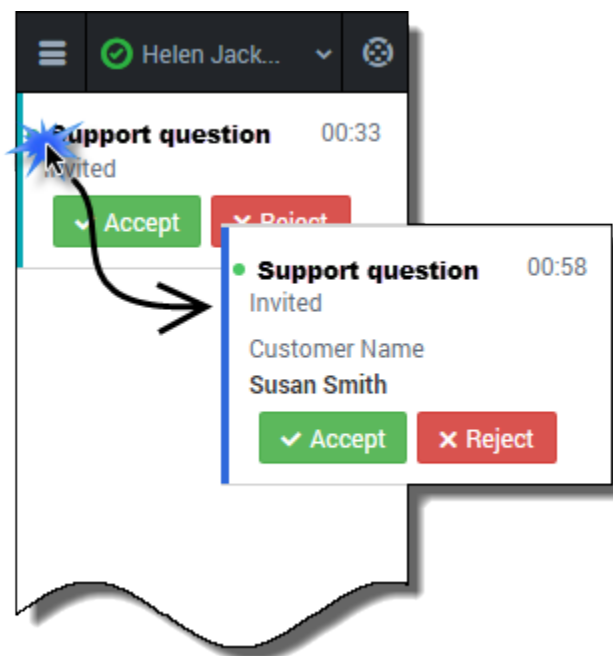 Helen Jack...
Support question 00:33
Invited
Accept Reject
Support question 00:58
Invited
Customer Name
Susan Smith
Accept Reject